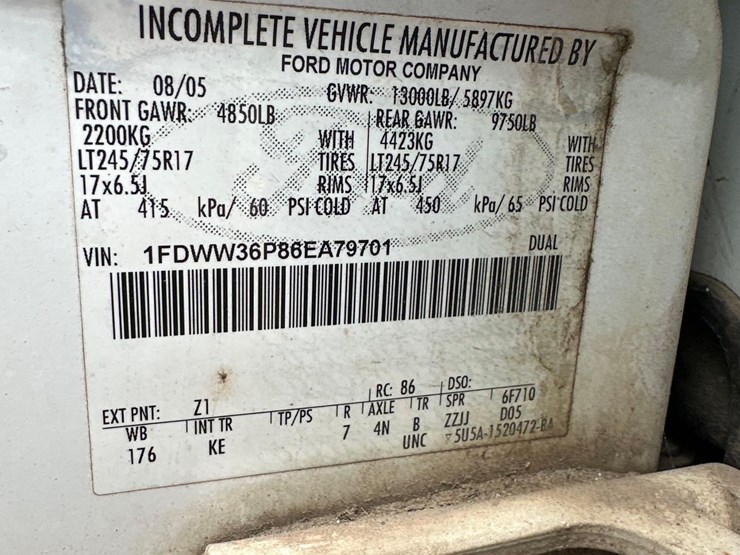 INCOMPLETE VEHICLE MANUFACTURED BY
FORD MOTOR COMPANY
DATE: 08/05 GVWR: 13000LB/ 5897KG
FRONT GAWR: 4850LB REAR GAWR: 9750LB
2200KG WITH 4423KG WITH
LT245/75R17 TIRES LT245/75R17 TIRES
17x6.5J RIMS 17x6.5J RIMS
AT 415 kPa/ 60 PSI COLD AT 450 kPa/ 65 PSI COLD
VIN: 1FDWW36P86EA79701 DUAL
EXT PNT: Z1 RC: 86 DSO:
WB INT TR TP/PS R AXLE TR SPR 6F710
176 KE 7 4N B ZZJJ D05
UNC ▽5U5A-1520472-BA
Ford